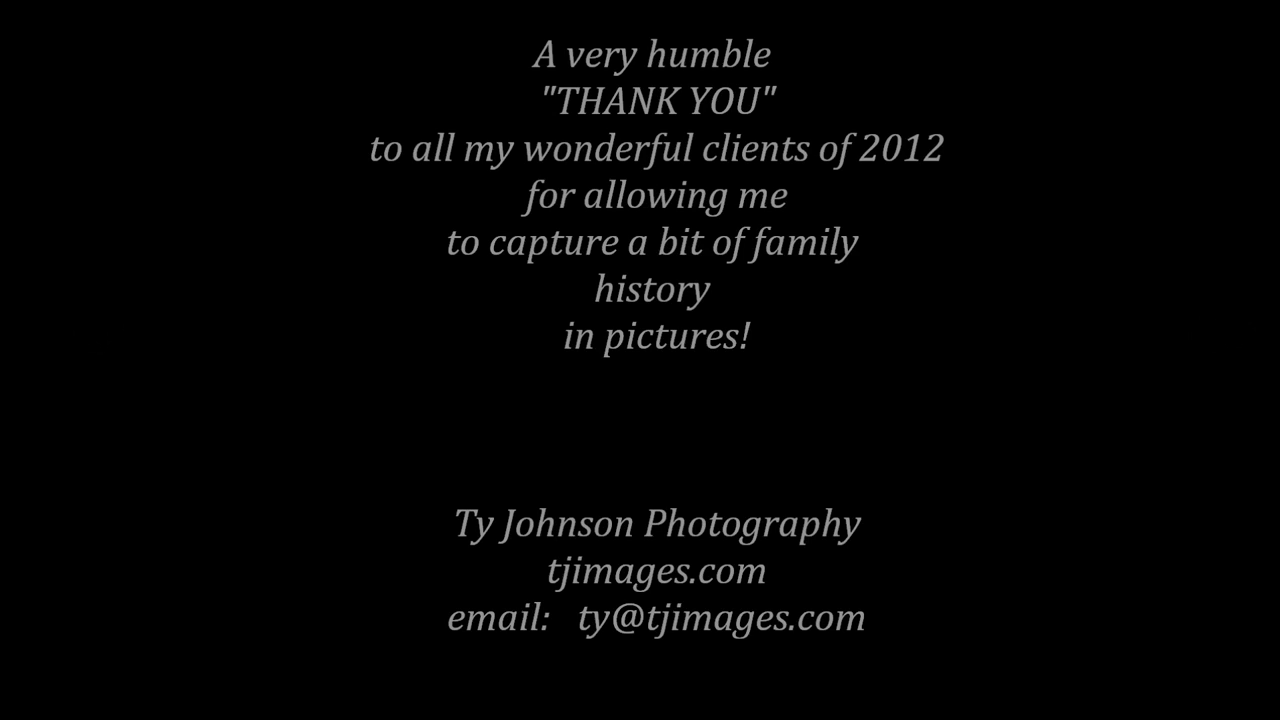 A very humble
"THANK YOU"
to all my wonderful clients of 2012
for allowing me
to capture a bit of family
history
in pictures!
Ty Johnson Photography
tjimages.com
email: ty@tjimages.com